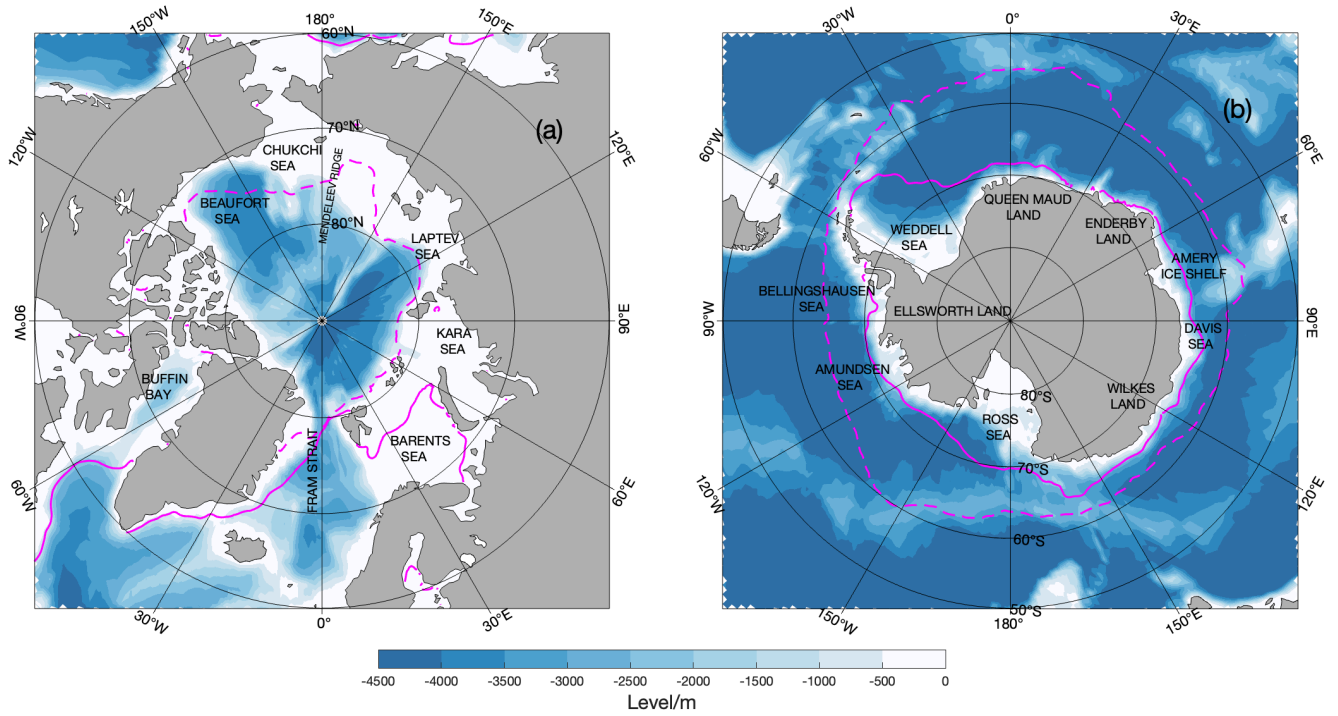 180°
150°W
60°N
150°E
(a)
120°W
70°N
120°E
CHUKCHI
SEA
MENDELEEV RIDGE
BEAUFORT
SEA
80°N
LAPTEV
SEA
90°W
90°E
KARA
SEA
BUFFIN
BAY
BARENTS
SEA
FRAM STRAIT
60°W
60°E
30°W
0°
30°E
0°
30°W
30°E
(b)
60°W
60°E
QUEEN MAUD
LAND
WEDDELL
SEA
ENDERBY
LAND
AMERY
ICE SHELF
BELLINGSHAUSEN
SEA
ELLSWORTH LAND
90°W
90°E
DAVIS
SEA
AMUNDSEN
SEA
WILKES
LAND
80°S
ROSS
SEA
70°S
120°W
120°E
60°S
50°S
150°W
180°
150°E
-4500 -4000 -3500 -3000 -2500 -2000 -1500 -1000 -500 0
Level/m